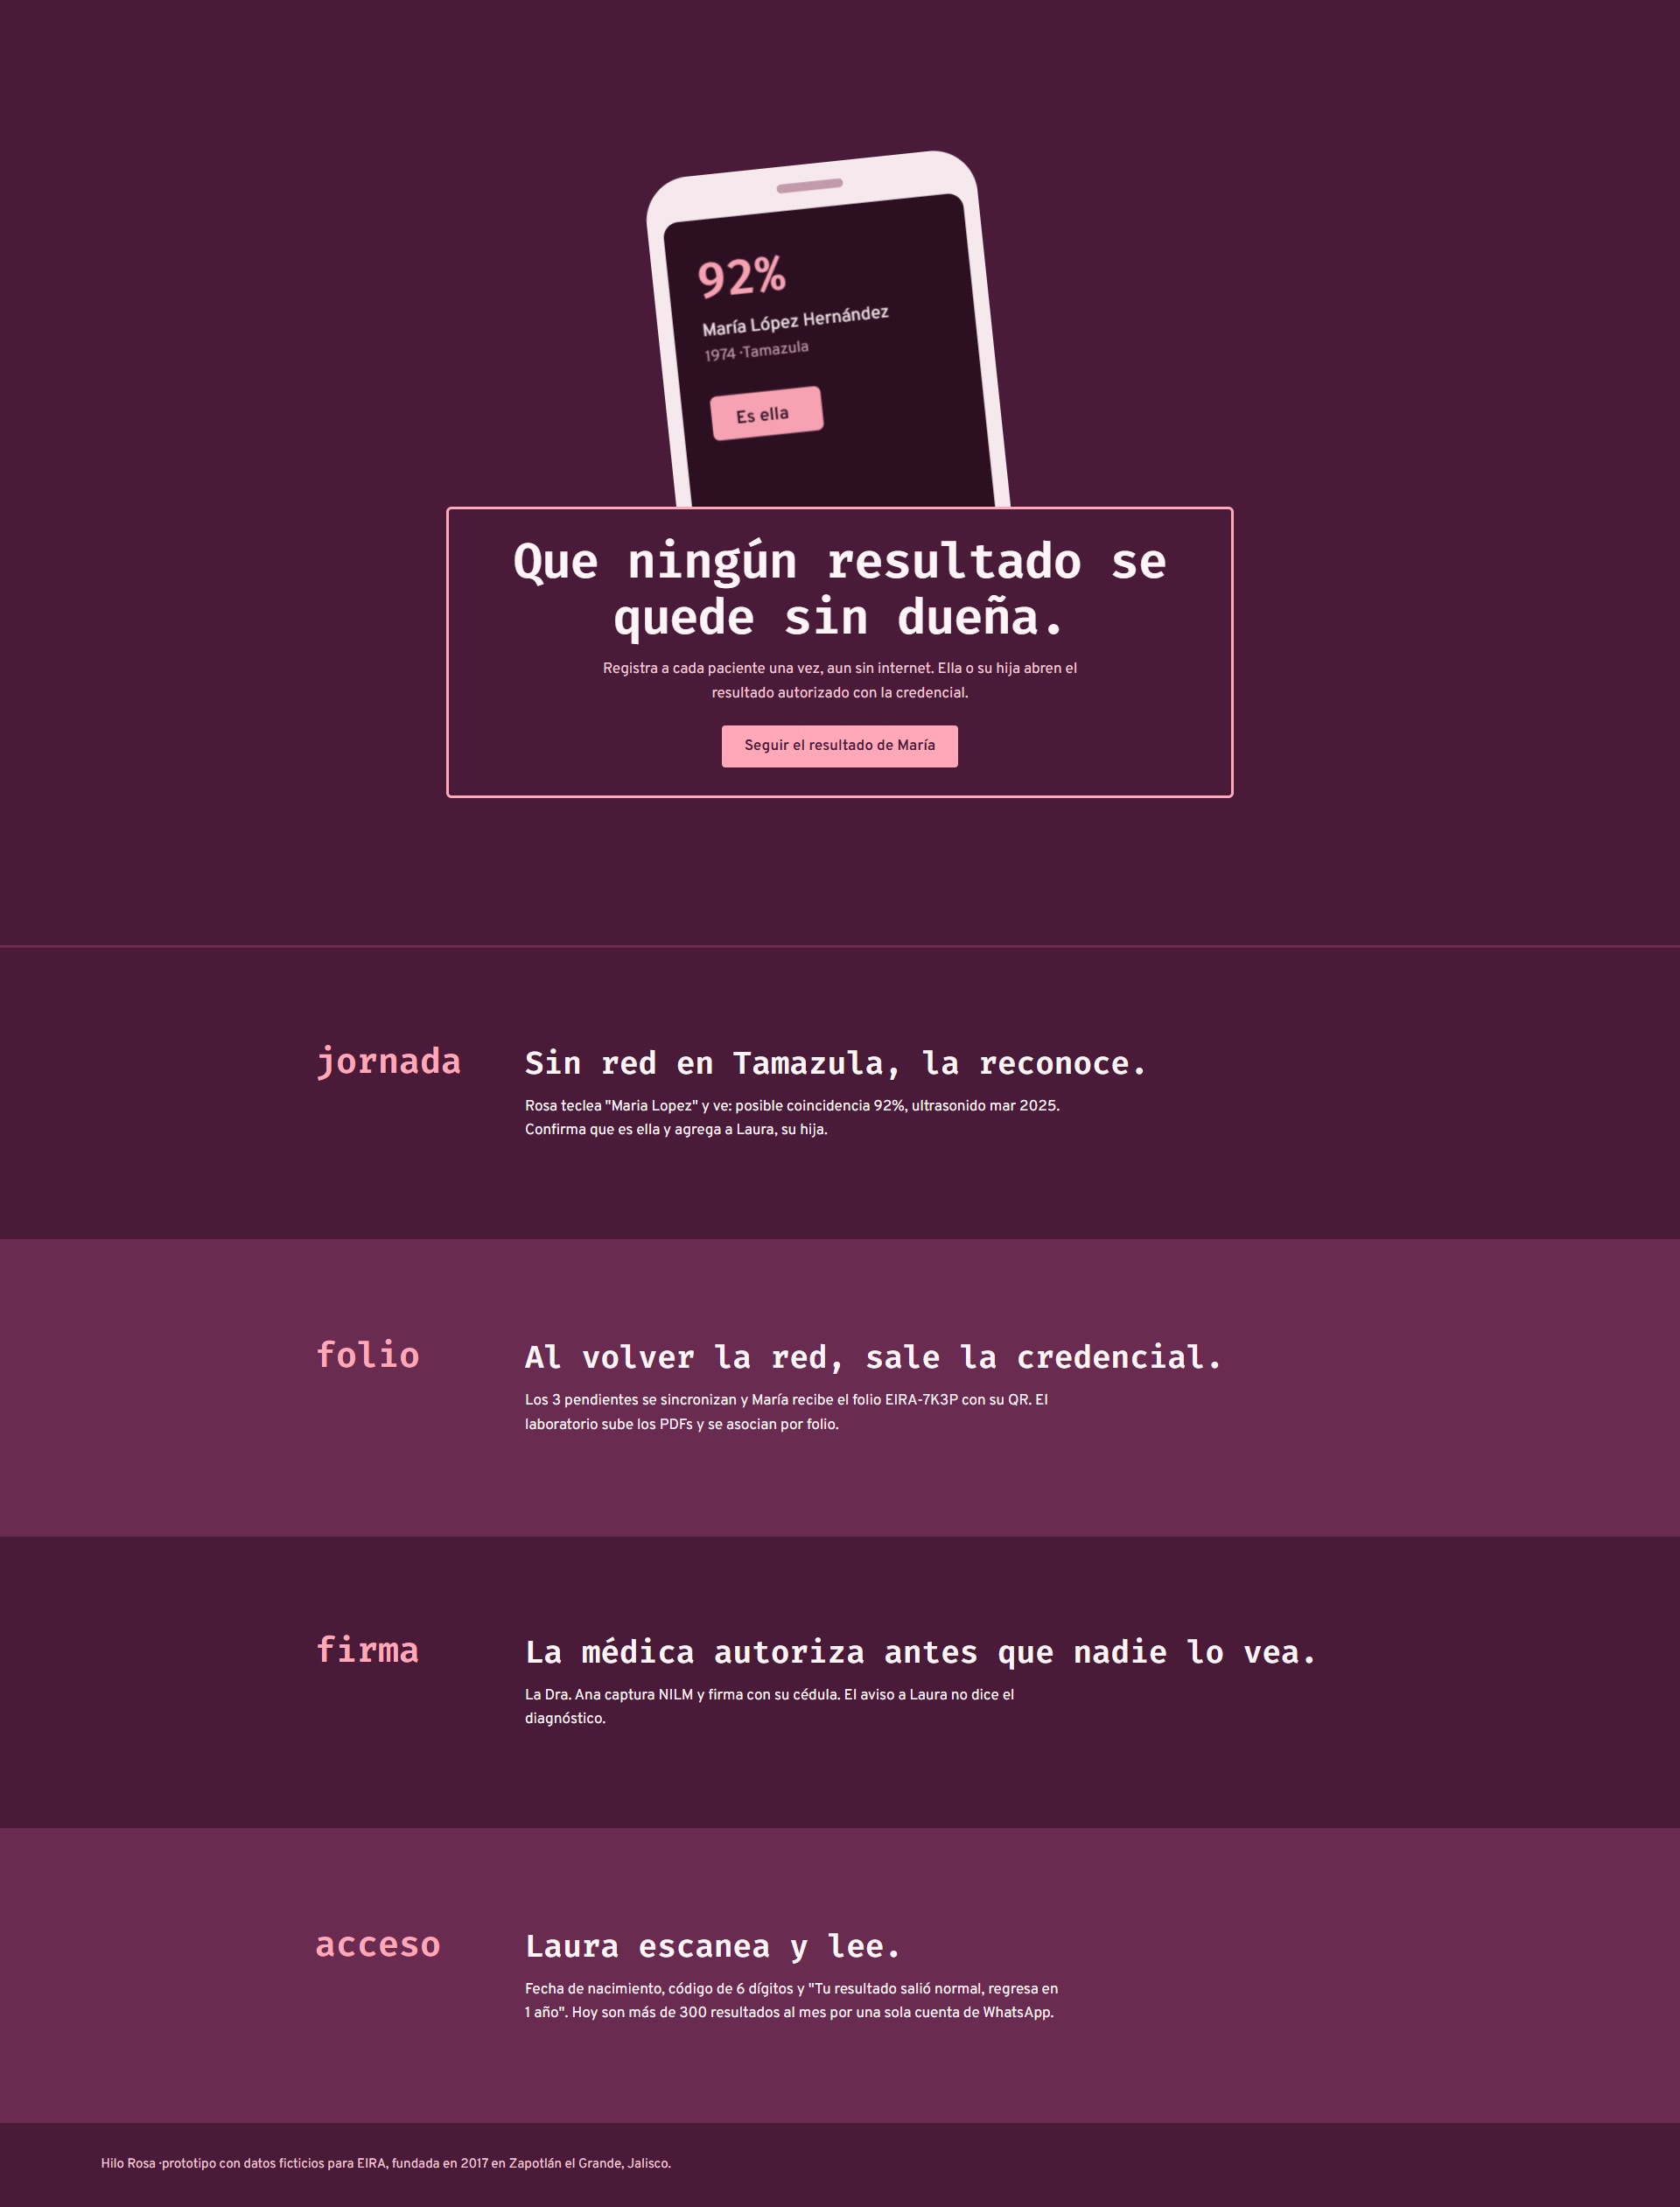 92%
María López Hernández
1974 ·Tamazula
Es ella
Que ningún resultado se
quede sin dueña.
Registra a cada paciente una vez, aun sin internet. Ella o su hija abren el
resultado autorizado con la credencial.
Seguir el resultado de María
jornada
Sin red en Tamazula, la reconoce.
Rosa teclea "Maria Lopez" y ve: posible coincidencia 92%, ultrasonido mar 2025.
Confirma que es ella y agrega a Laura, su hija.
folio
Al volver la red, sale la credencial.
Los 3 pendientes se sincronizan y María recibe el folio EIRA-7K3P con su QR. El
laboratorio sube los PDFs y se asocian por folio.
firma
La médica autoriza antes que nadie lo vea.
La Dra. Ana captura NILM y firma con su cédula. El aviso a Laura no dice el
diagnóstico.
acceso
Laura escanea y lee.
Fecha de nacimiento, código de 6 dígitos y "Tu resultado salió normal, regresa en
1 año". Hoy son más de 300 resultados al mes por una sola cuenta de WhatsApp.
Hilo Rosa ·prototipo con datos ficticios para EIRA, fundada en 2017 en Zapotlán el Grande, Jalisco.